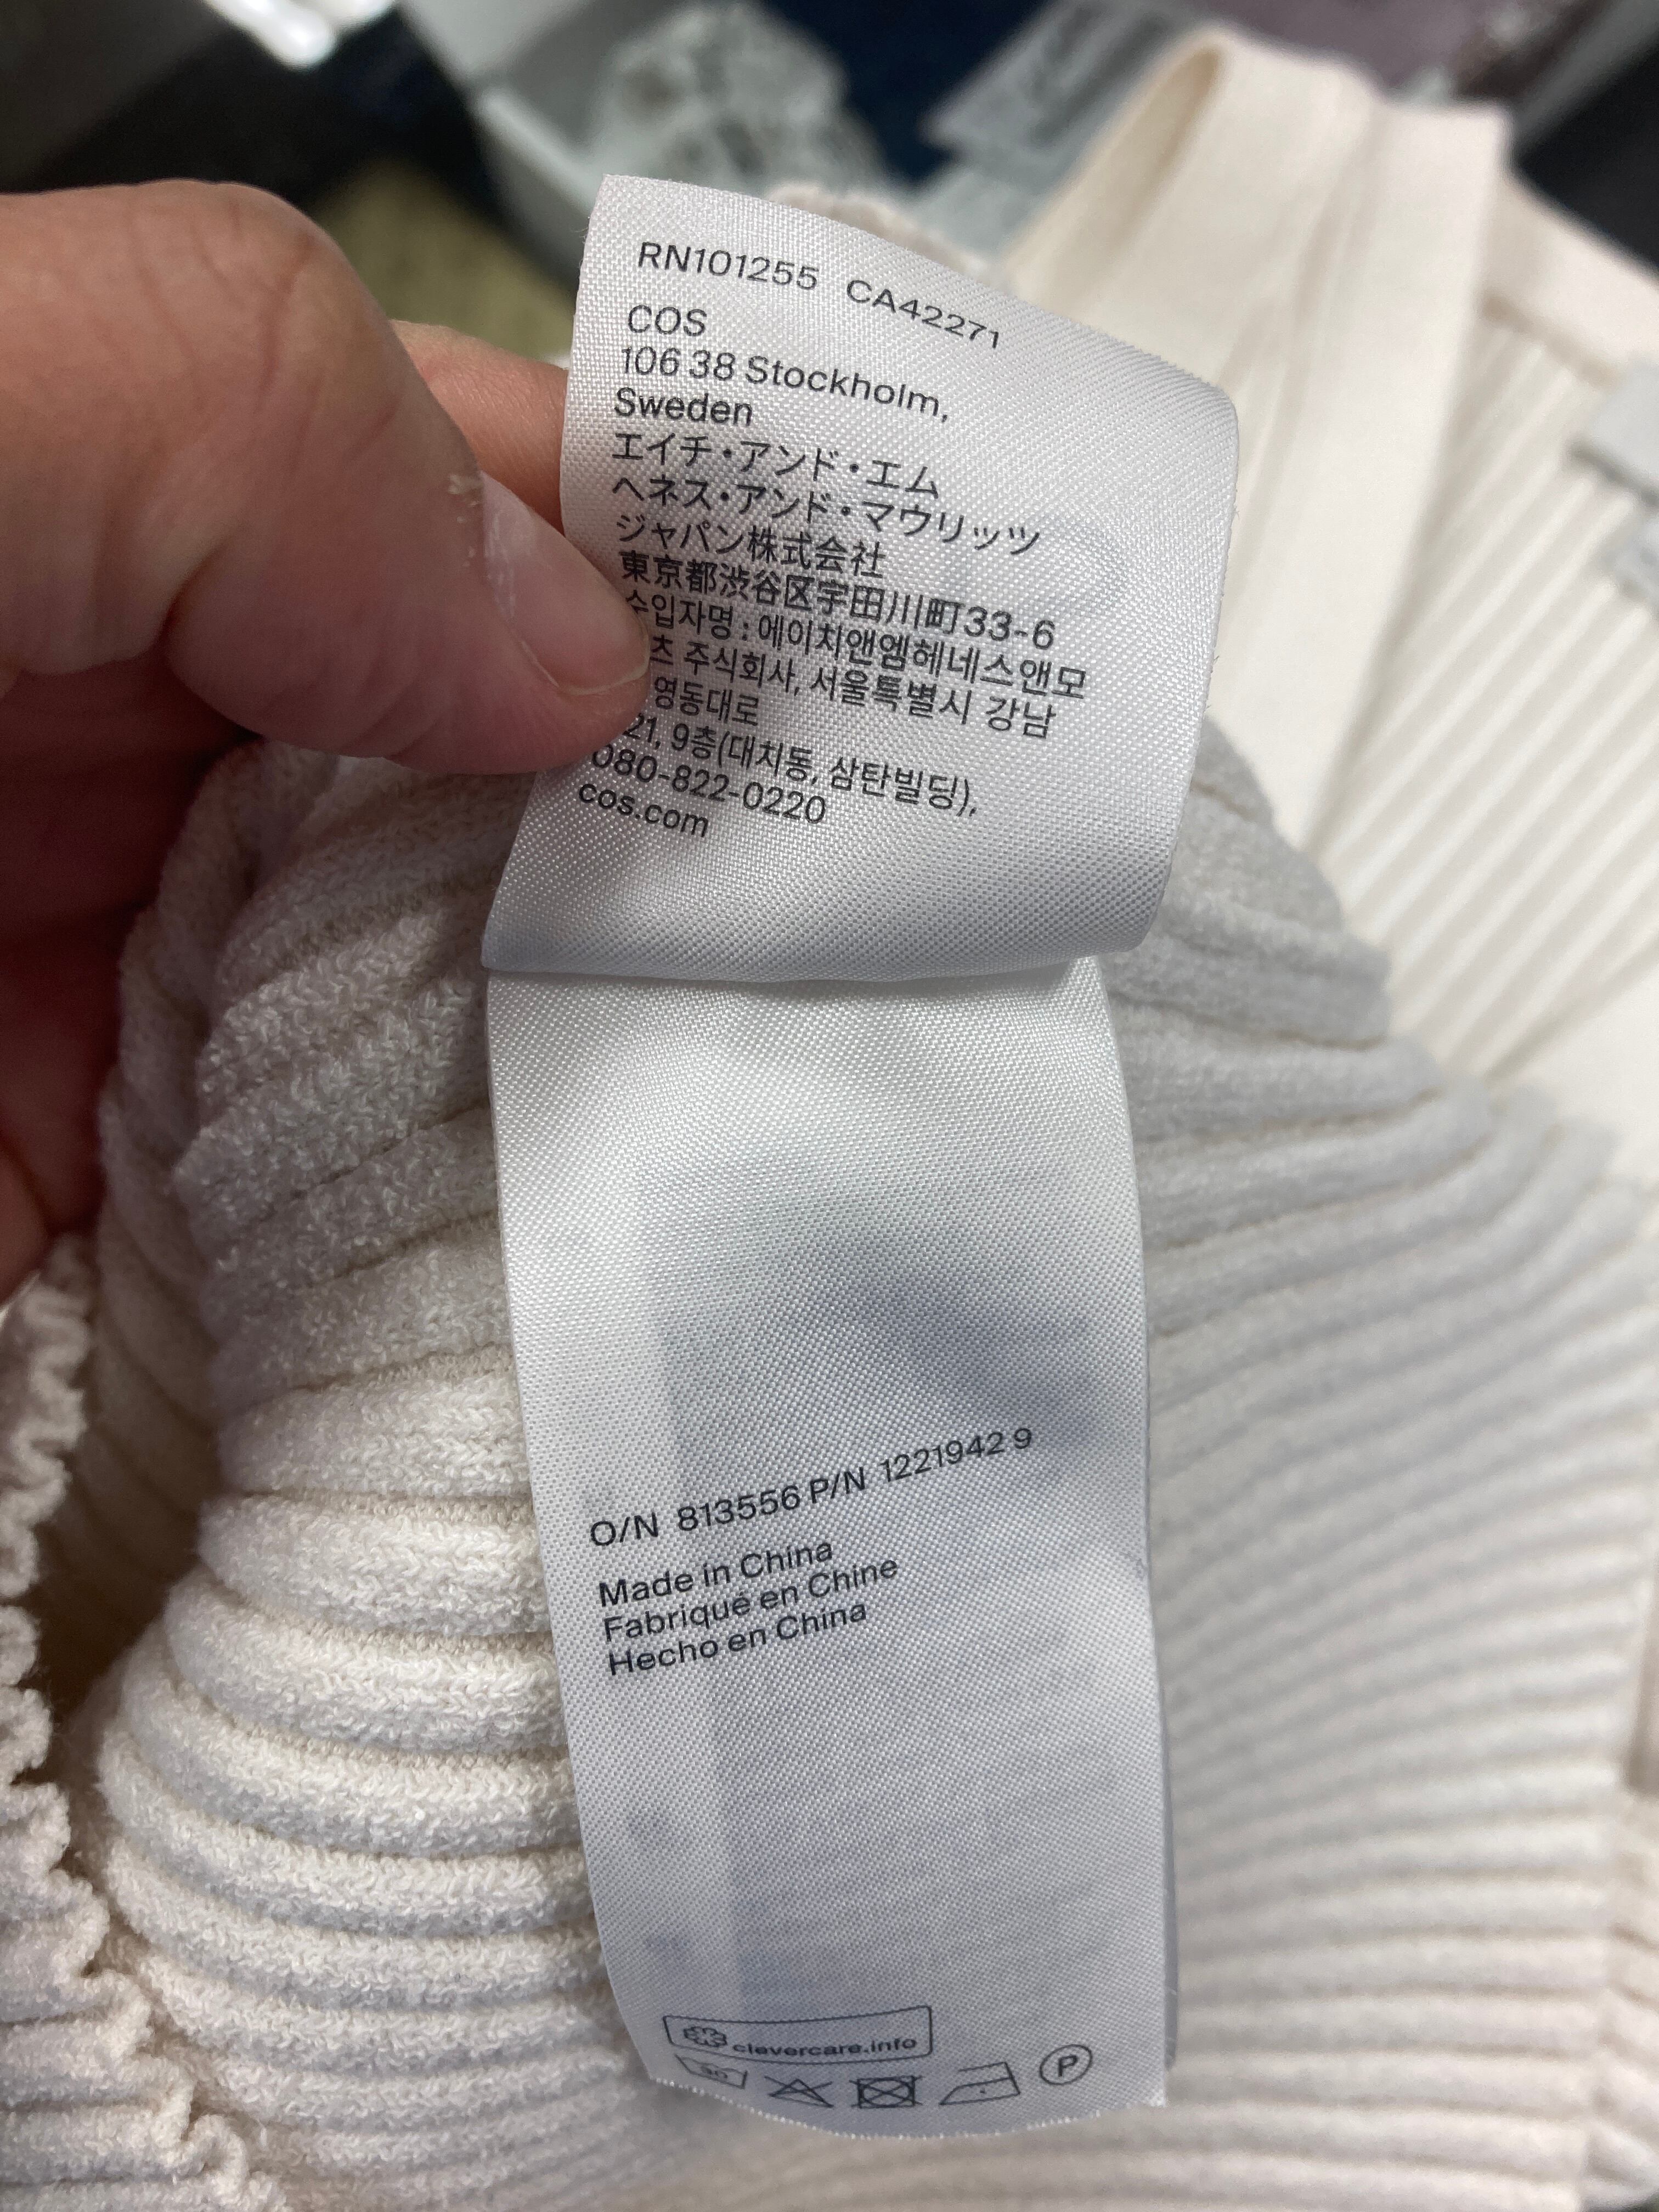 RN101255 CA42271
COS
106 38 Stockholm,
Sweden
エイチ・アンド・エム
ヘネス・アンド・マウリッツ
ジャパン株式会社
東京都渋谷区宇田川町33-6
수입자명 : 에이치앤엠헤네스앤모
츠 주식회사, 서울특별시 강남
영동대로
21, 9층(대치동, 삼탄빌딩),
080-822-0220
cos.com
O/N 813556 P/N 1221942 9
Made in China
Fabriqué en Chine
Hecho en China
clevercare.info
30
P